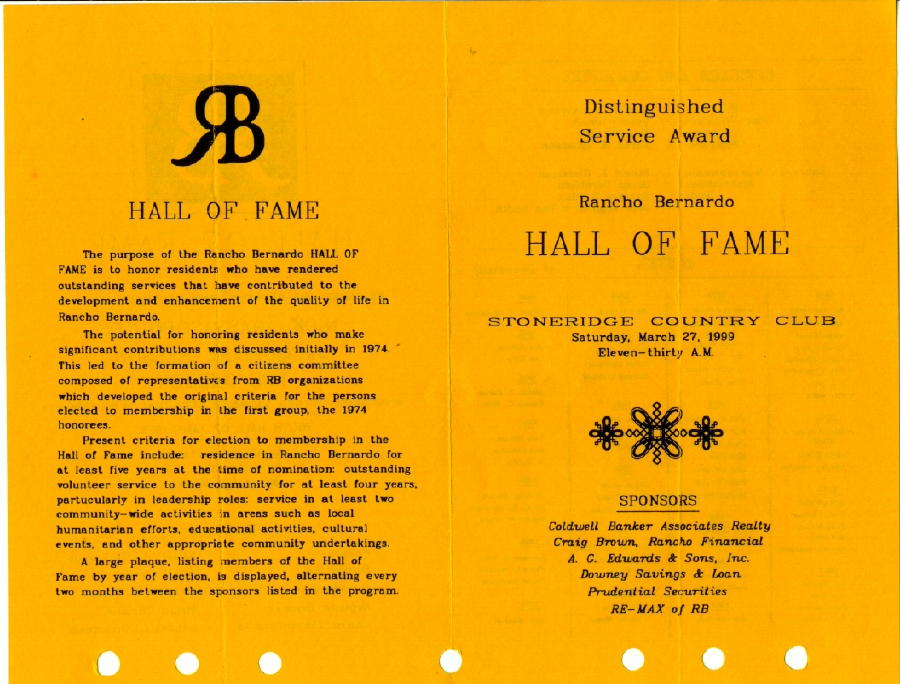 RB
HALL OF FAME
The purpose of the Rancho Bernardo HALL OF
FAME is to honor residents who have rendered
outstanding services that have contributed to the
development and enhancement of the quality of life in
Rancho Bernardo.
The potential for honoring residents who make
significant contributions was discussed initially in 1974.
This led to the formation of a citizens committee
composed of representatives from RB organizations
which developed the original criteria for the persons
elected to membership in the first group, the 1974
honorees.
Present criteria for election to membership in the
Hall of Fame include: residence in Rancho Bernardo for
at least five years at the time of nomination: outstanding
volunteer service to the community for at least four years,
partucularly in leadership roles: service in at least two
community-wide activities in areas such as local
humanitarian efforts, educational activities, cultural
events, and other appropriate community undertakings.
A large plaque, listing members of the Hall of
Fame by year of election, is displayed, alternating every
two months between the sponsors listed in the program.
Distinguished
Service Award
Rancho Bernardo
HALL OF FAME
STONERIDGE COUNTRY CLUB
Saturday, March 27, 1999
Eleven-thirty A.M.
SPONSORS
Coldwell Banker Associates Realty
Craig Brown, Rancho Financial
A. G. Edwards & Sons, Inc.
Downey Savings & Loan
Prudential Securities
RE-MAX of RB